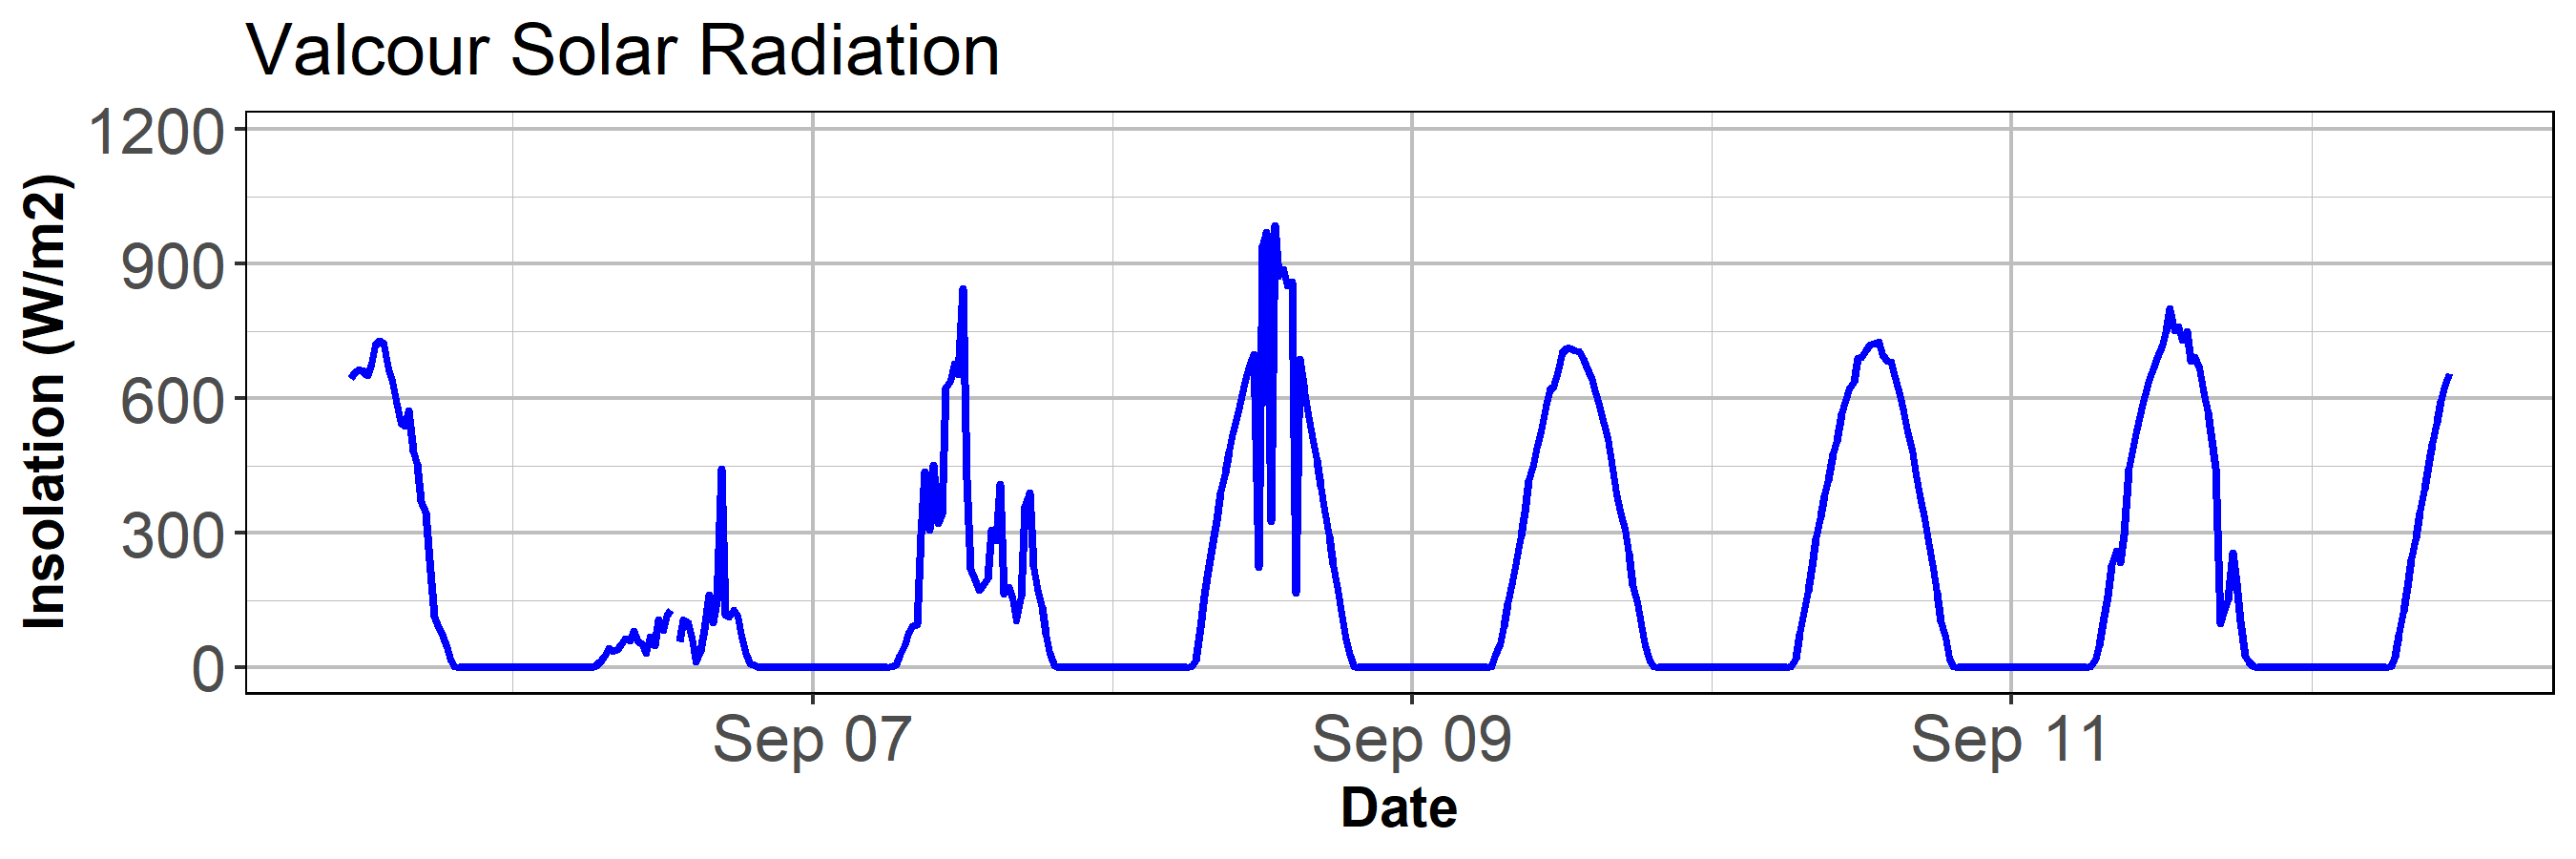 Valcour Solar Radiation
1200
900
600
300
0
Insolation (W/m2)
Sep 07
Sep 09
Sep 11
Date